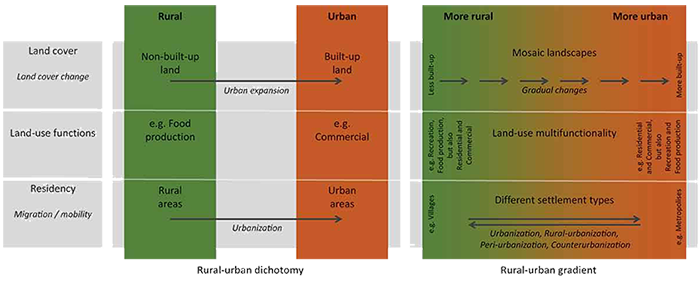 Rural
Urban
More rural
More urban
Land cover
Land cover change
Non-built-up
land
Urban expansion
Built-up
land
Less built-up
Mosaic landscapes
Gradual changes
More built-up
Land-use functions
e.g. Food
production
e.g.
Commercial
e.g. Recreation,
Food production,
but also
Residential and
Commercial
Land-use multifunctionality
e.g. Residential
and Commercial,
but also
Recreation and
Food production
Residency
Migration / mobility
Rural
areas
Urbanization
Urban
areas
e.g. Villages
Different settlement types
Urbanization, Rural-urbanization,
Peri-urbanization, Counterurbanization
e.g. Metropolises
Rural-urban dichotomy
Rural-urban gradient